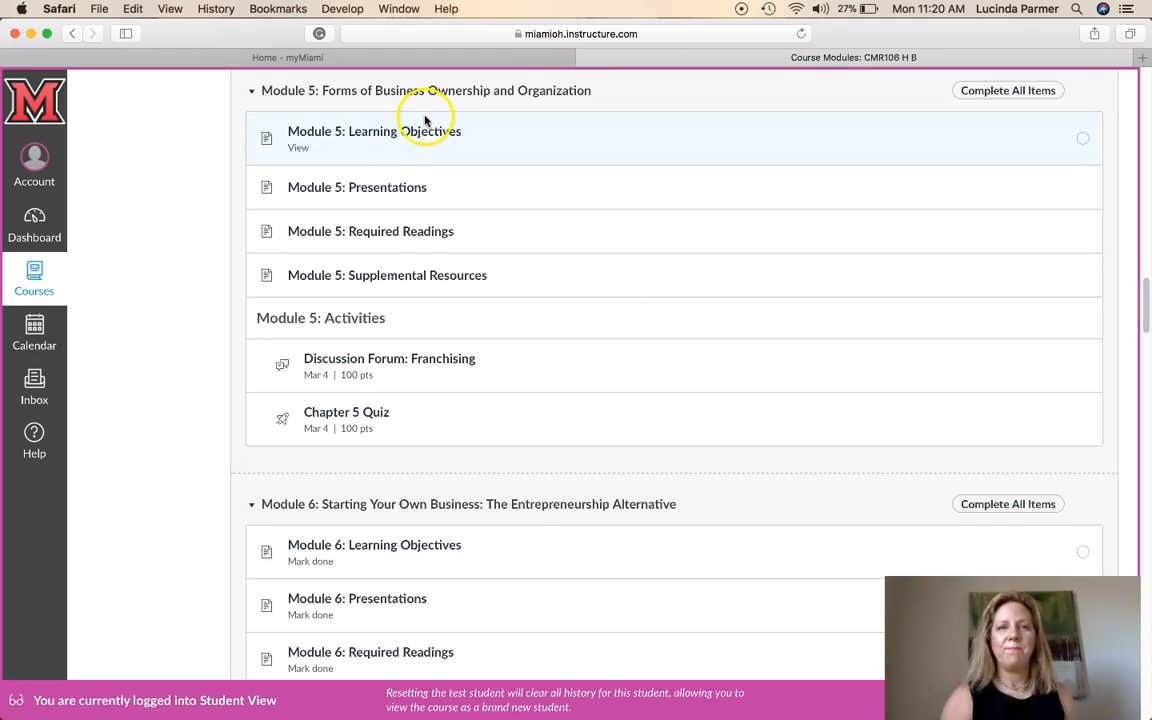 Safari File Edit View History Bookmarks Develop Window Help 27% Mon 11:20 AM Lucinda Parmer
miamioh.instructure.com
Home - myMiami Course Modules: CMR106 H B
Module 5: Forms of Business Ownership and Organization Complete All Items
Module 5: Learning Objectives
View
Module 5: Presentations
Module 5: Required Readings
Module 5: Supplemental Resources
Module 5: Activities
Discussion Forum: Franchising
Mar 4 | 100 pts
Chapter 5 Quiz
Mar 4 | 100 pts
Module 6: Starting Your Own Business: The Entrepreneurship Alternative Complete All Items
Module 6: Learning Objectives
Mark done
Module 6: Presentations
Mark done
Module 6: Required Readings
Mark done
M
Account
Dashboard
Courses
Calendar
Inbox
Help
You are currently logged into Student View
Resetting the test student will clear all history for this student, allowing you to
view the course as a brand new student.